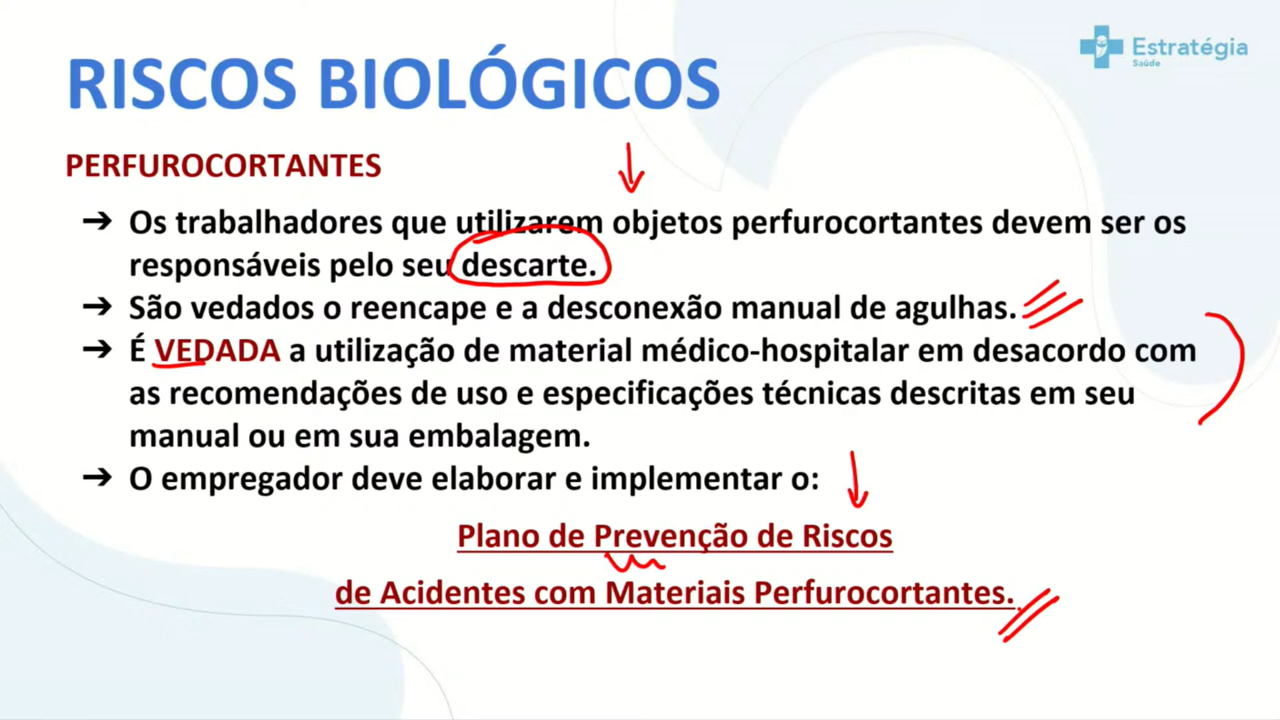 Estratégia
Saúde
RISCOS BIOLÓGICOS
PERFUROCORTANTES
➔ Os trabalhadores que utilizarem objetos perfurocortantes devem ser os
responsáveis pelo seu descarte.
➔ São vedados o reencape e a desconexão manual de agulhas.
➔ É VEDADA a utilização de material médico-hospitalar em desacordo com
as recomendações de uso e especificações técnicas descritas em seu
manual ou em sua embalagem.
➔ O empregador deve elaborar e implementar o:
Plano de Prevenção de Riscos
de Acidentes com Materiais Perfurocortantes.